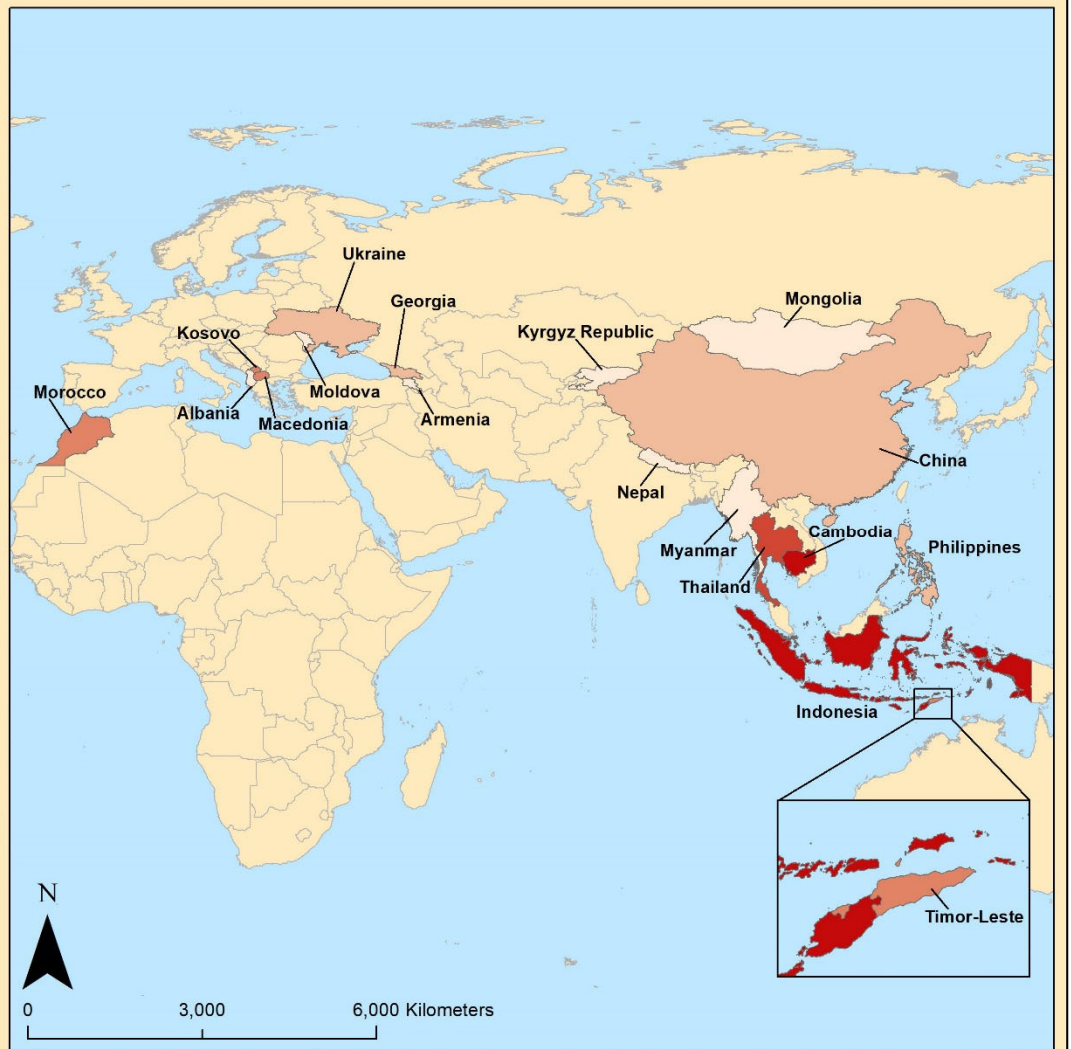 Ukraine
Georgia
Mongolia
Kyrgyz Republic
Kosovo
Morocco
Moldova
Albania
Macedonia
Armenia
China
Nepal
Cambodia
Myanmar
Philippines
Thailand
Indonesia
Timor-Leste
N
0 3,000 6,000 Kilometers